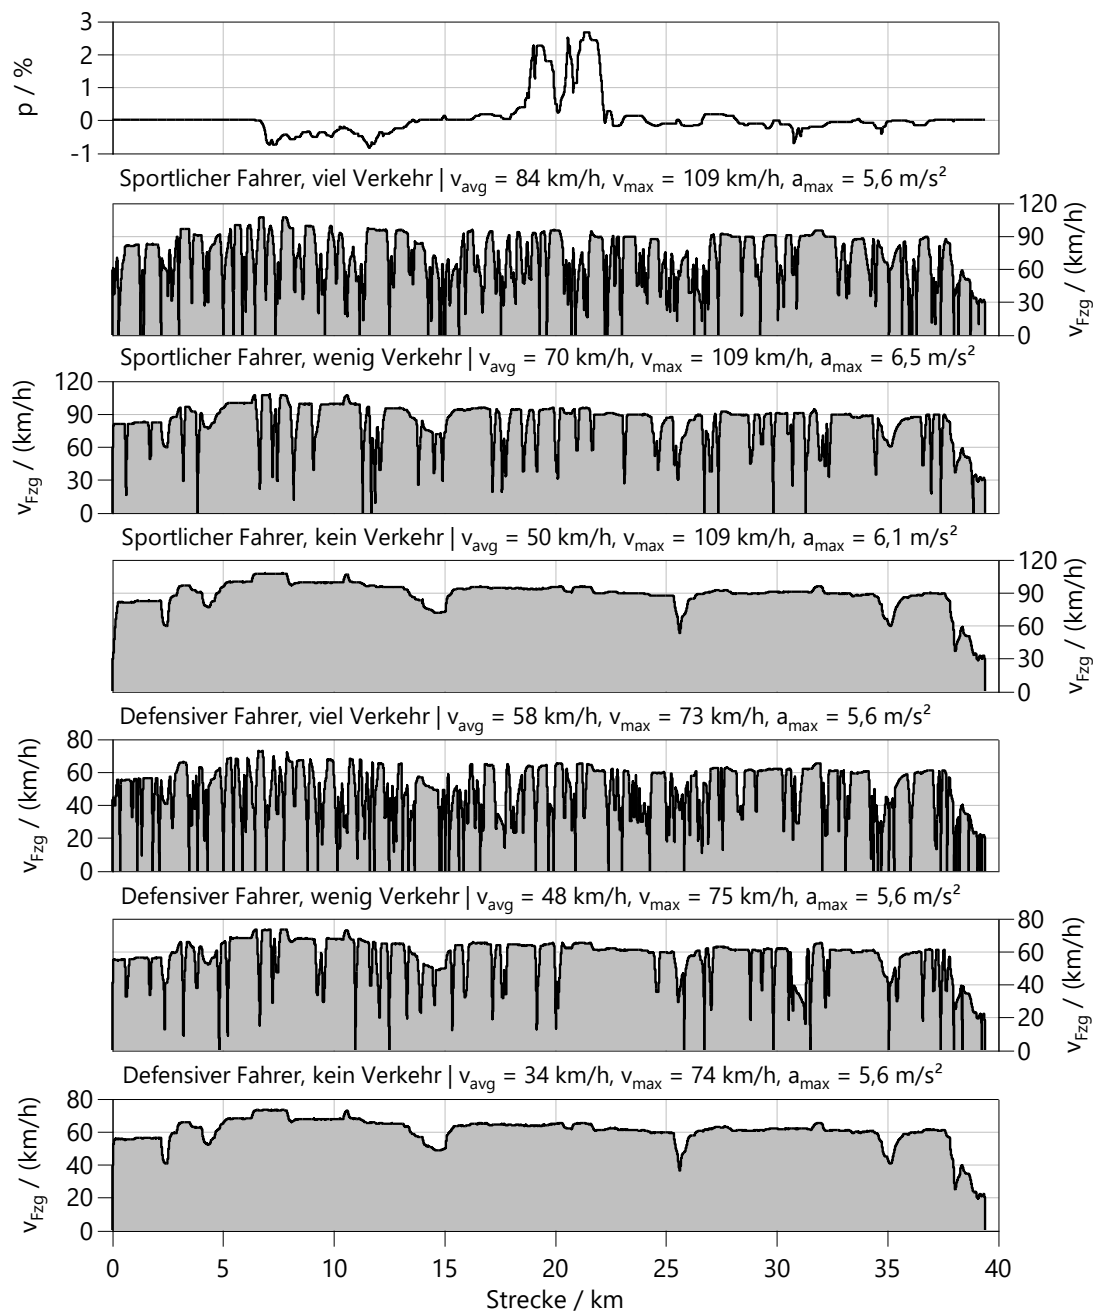 p / %
3
2
1
0
-1
Sportlicher Fahrer, viel Verkehr | v_avg = 84 km/h, v_max = 109 km/h, a_max = 5,6 m/s²
120
90
60
30
0
v_Fzg / (km/h)
Sportlicher Fahrer, wenig Verkehr | v_avg = 70 km/h, v_max = 109 km/h, a_max = 6,5 m/s²
v_Fzg / (km/h)
120
90
60
30
0
Sportlicher Fahrer, kein Verkehr | v_avg = 50 km/h, v_max = 109 km/h, a_max = 6,1 m/s²
120
90
60
30
0
v_Fzg / (km/h)
Defensiver Fahrer, viel Verkehr | v_avg = 58 km/h, v_max = 73 km/h, a_max = 5,6 m/s²
v_Fzg / (km/h)
80
60
40
20
0
Defensiver Fahrer, wenig Verkehr | v_avg = 48 km/h, v_max = 75 km/h, a_max = 5,6 m/s²
80
60
40
20
0
v_Fzg / (km/h)
Defensiver Fahrer, kein Verkehr | v_avg = 34 km/h, v_max = 74 km/h, a_max = 5,6 m/s²
v_Fzg / (km/h)
80
60
40
20
0
0 5 10 15 20 25 30 35 40
Strecke / km